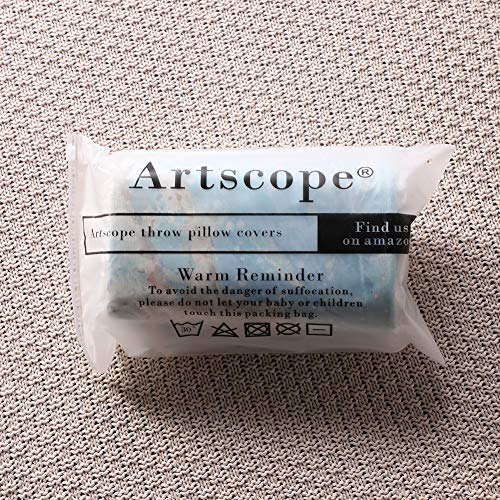 Artscope®
Artscope throw pillow covers
Find us
on amazo
Warm Reminder
To avoid the danger of suffocation,
please do not let your baby or children
touch this packing bag.
30